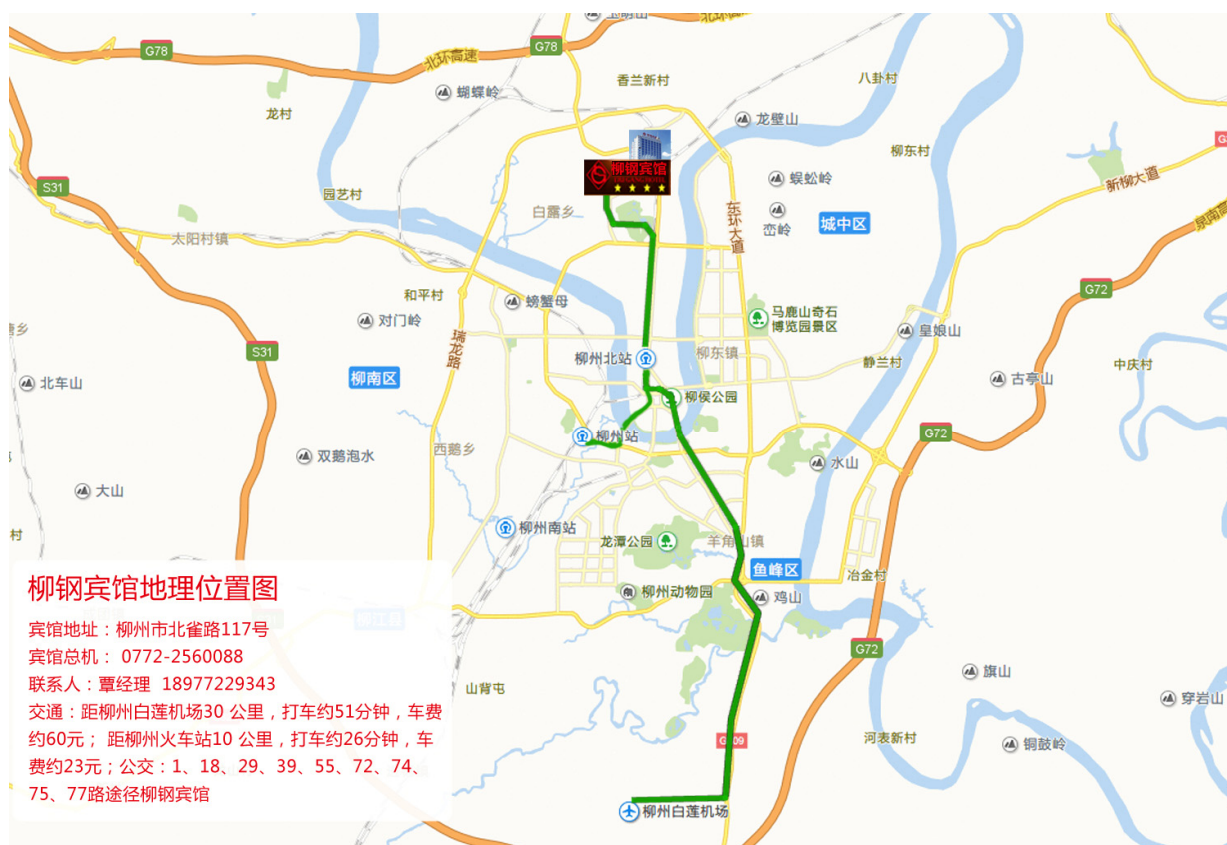 玉明山
北环高速
北环高速
G78
G78
香兰新村
八卦村
蝴蝶岭
龙村
龙壁山
柳东村
柳钢宾馆
新柳大道
S31
园艺村
蜈蚣岭
白露乡
东环大道
峦岭
城中区
太阳村镇
G72
和平村
螃蟹母
马鹿山奇石
博览园景区
对门岭
瑞龙路
皇娘山
S31
柳州北站
柳东镇
静兰村
中庆村
北车山
柳南区
古亭山
柳侯公园
柳州站
G72
西鹅乡
双鹅泡水
水山
大山
柳州南站
龙潭公园
羊角山镇
村
鱼峰区
冶金村
柳州动物园
鸡山
柳钢宾馆地理位置图
柳江县
宾馆地址：柳州市北雀路117号
宾馆总机： 0772-2560088
联系人：覃经理 18977229343
交通：距柳州白莲机场30 公里，打车约51分钟，车费
约60元； 距柳州火车站10 公里，打车约26分钟，车
费约23元；公交：1、18、29、39、55、72、74、
75、77路途径柳钢宾馆
G72
旗山
山背屯
穿岩山
河表新村
铜鼓岭
柳州白莲机场